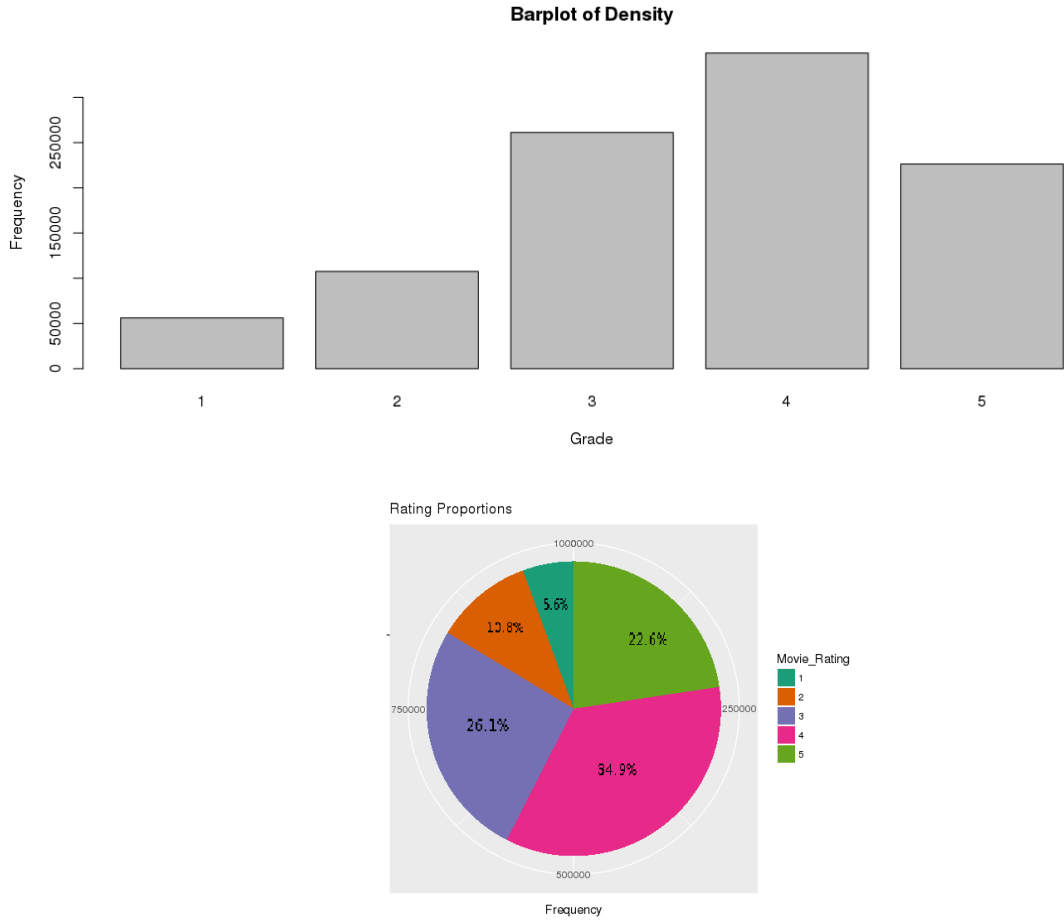 Barplot of Density
Frequency
250000
150000
50000
0
1 2 3 4 5
Grade
Rating Proportions
1000000
5.6%
10.8%
22.6%
-
Movie_Rating
1
2
3
4
5
750000
250000
26.1%
34.9%
500000
Frequency